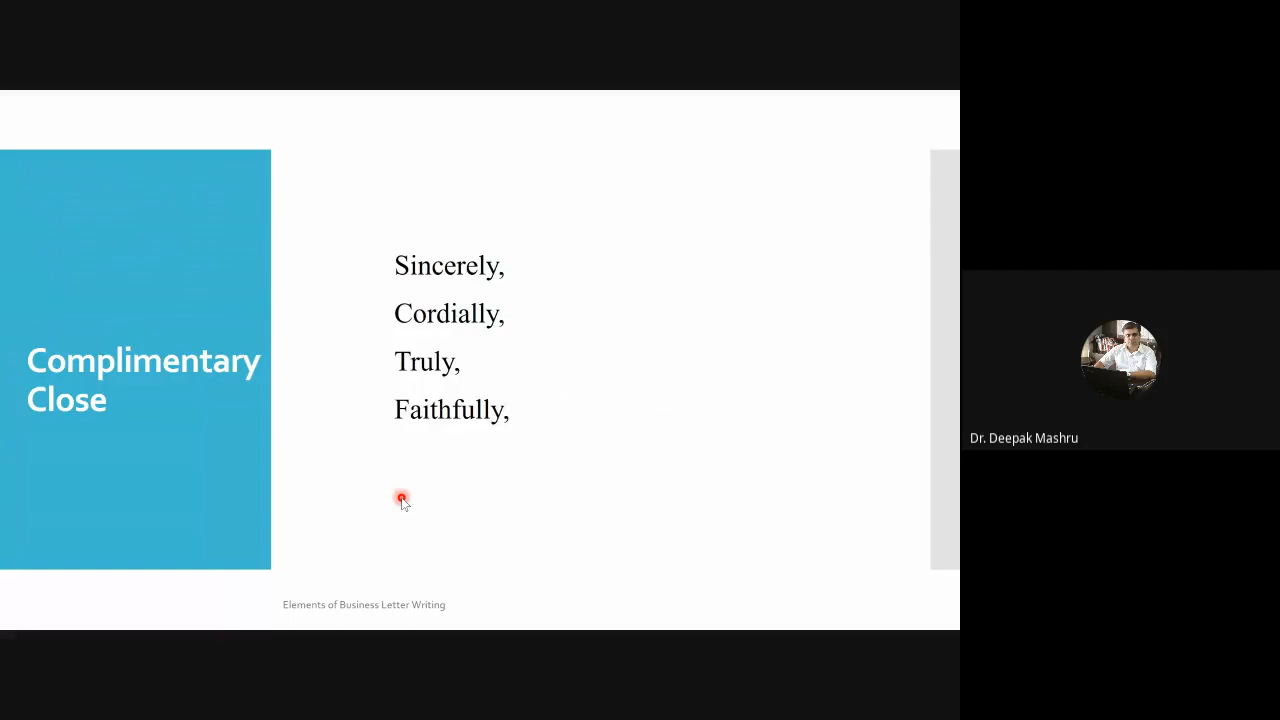 Complimentary
Close
Sincerely,
Cordially,
Truly,
Faithfully,
Elements of Business Letter Writing
Dr. Deepak Mashru